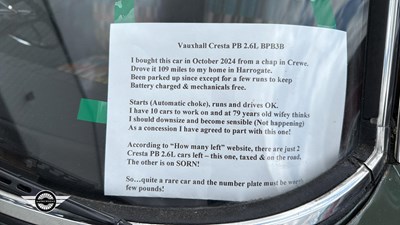 Vauxhall Cresta PB 2.6L BPB3B
I bought this car in October 2024 from a chap in Crewe.
Drove it 109 miles to my home in Harrogate.
Been parked up since except for a few runs to keep
Battery charged & mechanicals free.
Starts (Automatic choke), runs and drives OK.
I have 10 cars to work on and at 79 years old wifey thinks
I should downsize and become sensible (Not happening)
As a concession I have agreed to part with this one!
According to “How many left” website, there are just 2
Cresta PB 2.6L cars left – this one, taxed & on the road.
The other is on SORN!
So…quite a rare car and the number plate must be worth
few pounds!